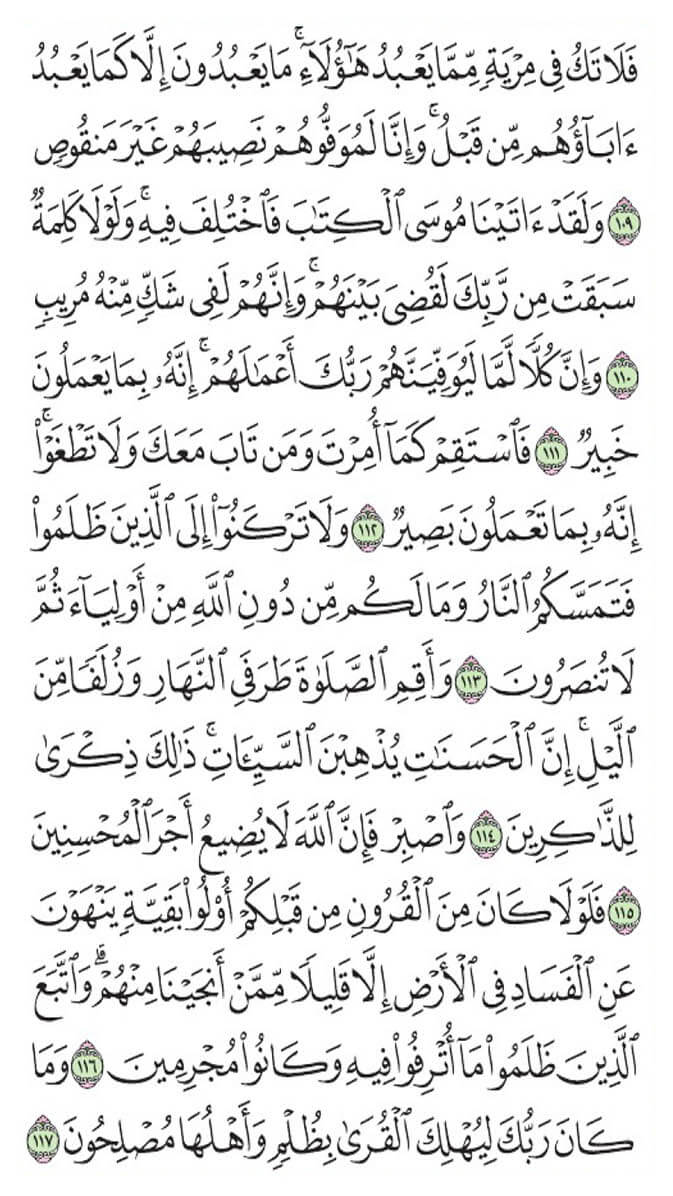 فَلَا تَكُ فِى مِرْيَةٍ مِّمَّا يَعْبُدُ هَٰٓؤُلَآءِ ۚ مَا يَعْبُدُونَ إِلَّا كَمَا يَعْبُدُ
ءَابَآؤُهُم مِّن قَبْلُ ۚ وَإِنَّا لَمُوَفُّوهُمْ نَصِيبَهُمْ غَيْرَ مَنقُوصٍ
١٠٩ وَلَقَدْ ءَاتَيْنَا مُوسَى ٱلْكِتَٰبَ فَٱخْتُلِفَ فِيهِ ۚ وَلَوْلَا كَلِمَةٌ
سَبَقَتْ مِن رَّبِّكَ لَقُضِىَ بَيْنَهُمْ ۚ وَإِنَّهُمْ لَفِى شَكٍّ مِّنْهُ مُرِيبٍ
١١٠ وَإِنَّ كُلًّا لَّمَّا لَيُوَفِّيَنَّهُمْ رَبُّكَ أَعْمَٰلَهُمْ ۚ إِنَّهُۥ بِمَا يَعْمَلُونَ
خَبِيرٌ ١١١ فَٱسْتَقِمْ كَمَآ أُمِرْتَ وَمَن تَابَ مَعَكَ وَلَا تَطْغَوْا۟ ۚ
إِنَّهُۥ بِمَا تَعْمَلُونَ بَصِيرٌ ١١٢ وَلَا تَرْكَنُوٓا۟ إِلَى ٱلَّذِينَ ظَلَمُوا۟
فَتَمَسَّكُمُ ٱلنَّارُ وَمَا لَكُم مِّن دُونِ ٱللَّهِ مِنْ أَوْلِيَآءَ ثُمَّ
لَا تُنصَرُونَ ١١٣ وَأَقِمِ ٱلصَّلَوٰةَ طَرَفَىِ ٱلنَّهَارِ وَزُلَفًا مِّنَ
ٱلَّيْلِ ۚ إِنَّ ٱلْحَسَنَٰتِ يُذْهِبْنَ ٱلسَّيِّـَٔاتِ ۚ ذَٰلِكَ ذِكْرَىٰ
لِلذَّٰكِرِينَ ١١٤ وَٱصْبِرْ فَإِنَّ ٱللَّهَ لَا يُضِيعُ أَجْرَ ٱلْمُحْسِنِينَ
١١٥ فَلَوْلَا كَانَ مِنَ ٱلْقُرُونِ مِن قَبْلِكُمْ أُو۟لُوا۟ بَقِيَّةٍ يَنْهَوْنَ
عَنِ ٱلْفَسَادِ فِى ٱلْأَرْضِ إِلَّا قَلِيلًا مِّمَّنْ أَنجَيْنَا مِنْهُمْ ۗ وَٱتَّبَعَ
ٱلَّذِينَ ظَلَمُوا۟ مَآ أُتْرِفُوا۟ فِيهِ وَكَانُوا۟ مُجْرِمِينَ ١١٦ وَمَا
كَانَ رَبُّكَ لِيُهْلِكَ ٱلْقُرَىٰ بِظُلْمٍ وَأَهْلُهَا مُصْلِحُونَ ١١٧